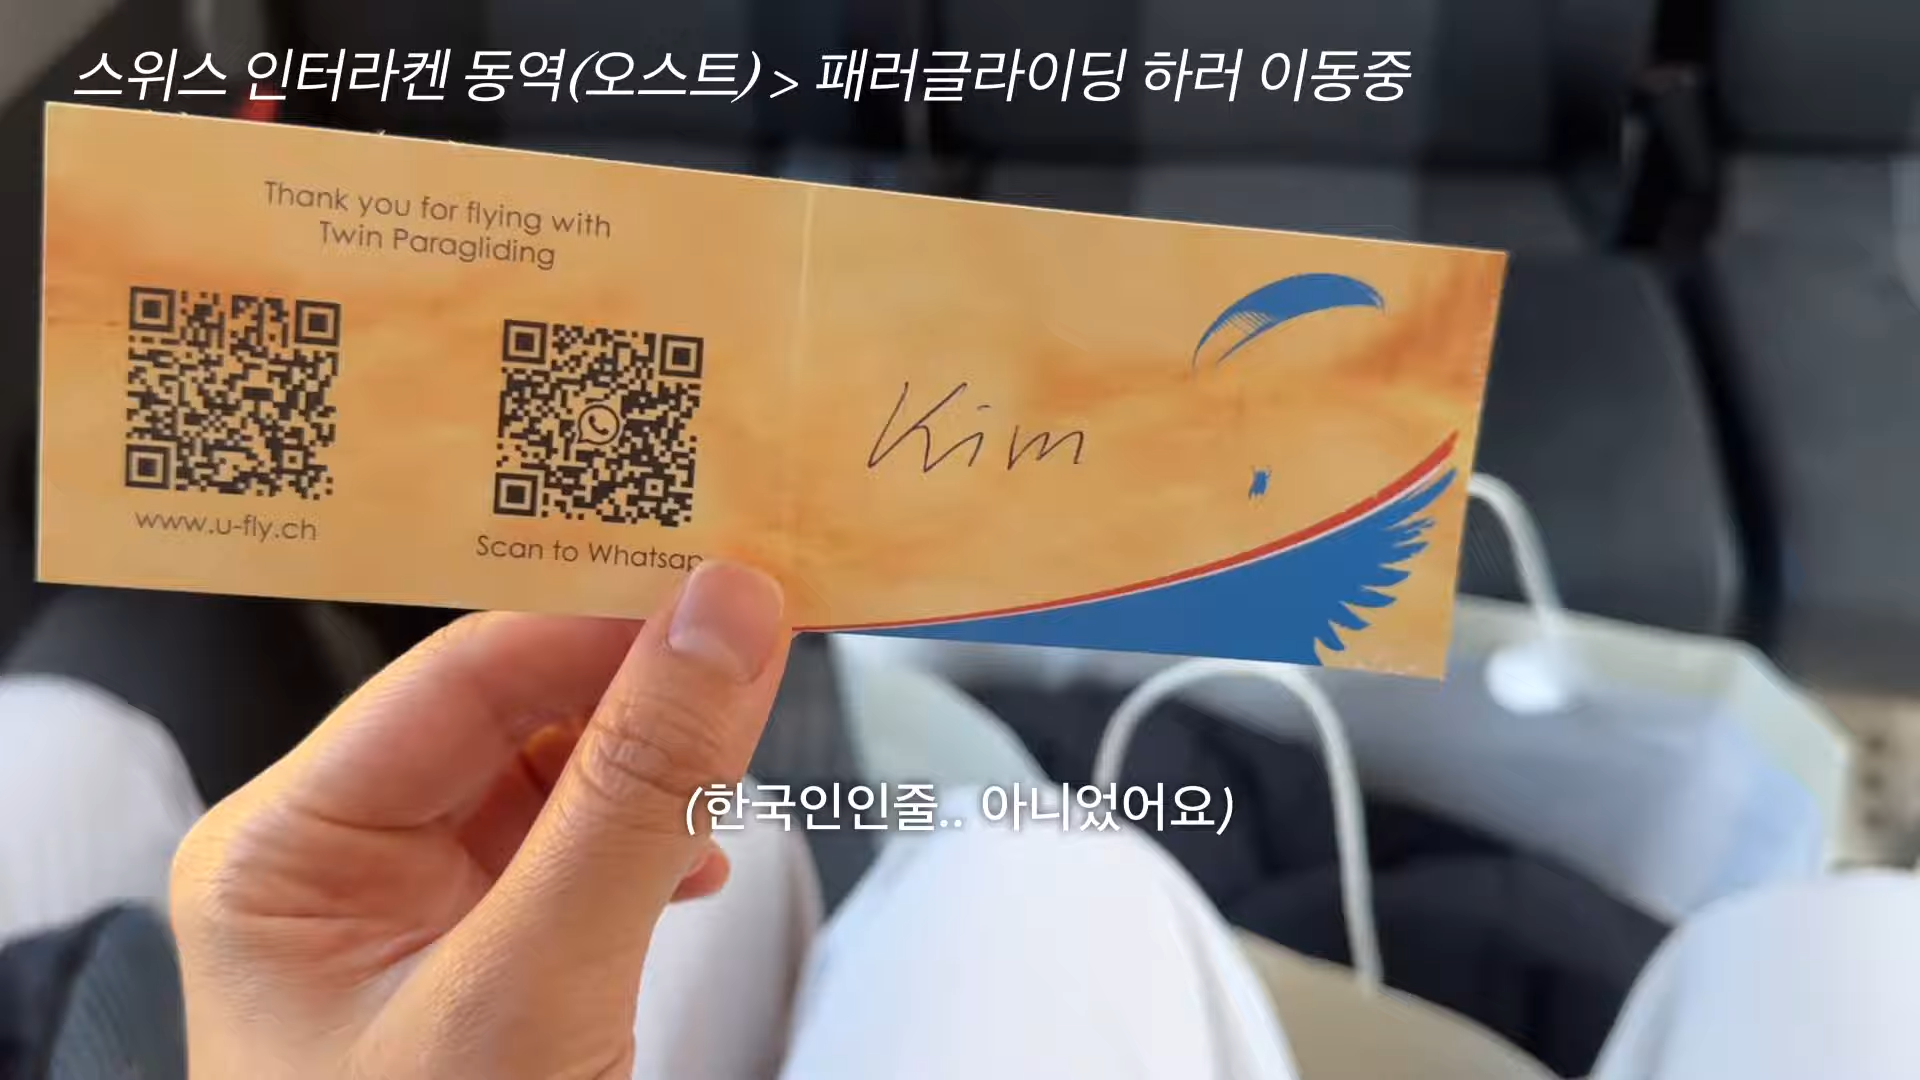 스위스 인터라켄 동역(오스트) > 패러글라이딩 하러 이동중
Thank you for flying with
Twin Paragliding
www.u-fly.ch
Scan to Whatsap
Kim
(한국인인줄.. 아니었어요)